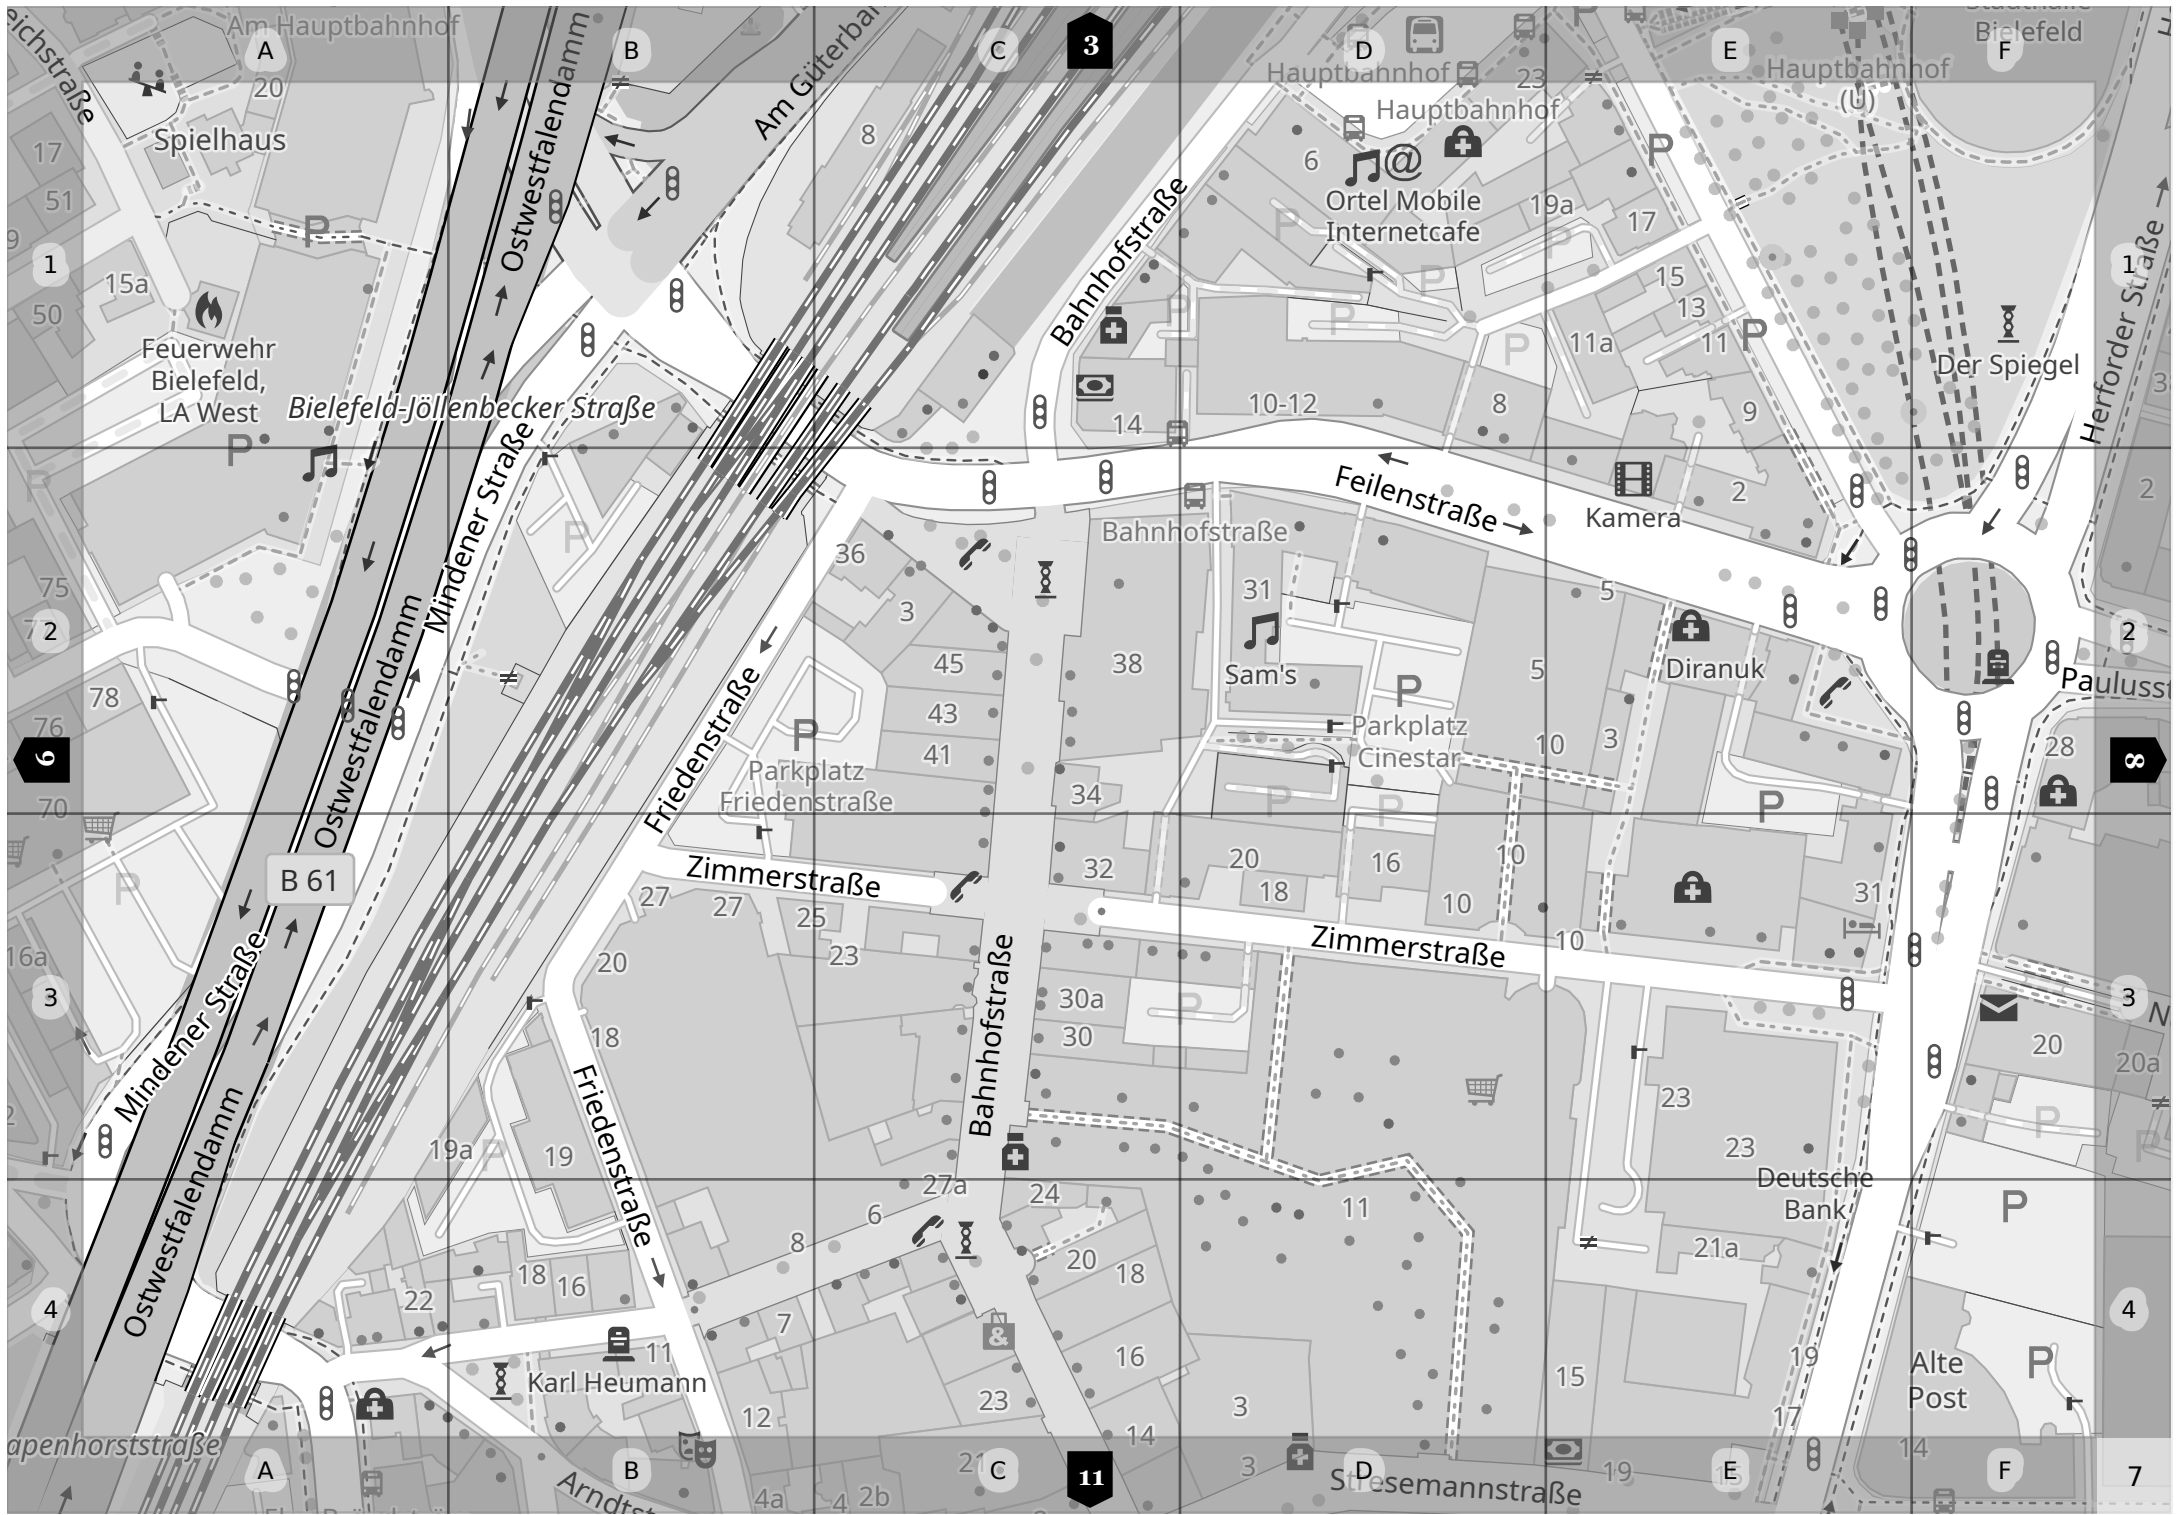 Am Hauptbahnhof
A
B
C
3
D
E
F
Stadthalle
Bielefeld
Ostwestfalendamm
20
Spielhaus
17
51
1
15a
50
Feuerwehr
Bielefeld,
LA West
P
Bielefeld-Jöllenbecker Straße
8
Bahnhofstraße
Hauptbahnhof
23
Hauptbahnhof
Hauptbahnhof
(U)
6
@
Ortel Mobile
Internetcafe
19a
17
P
P
P
P
P
P
P
15
13
11
11a
P
9
14
10-12
8
Der Spiegel
Herforder Straße
1
P
P
75
2
78
76
9
70
Mindener Straße
Ostwestfalendamm
P
36
3
45
43
41
P
Parkplatz
Friedenstraße
Friedenstraße
38
34
Bahnhofstraße
31
Sam's
Feilenstraße
Kamera
2
5
5
Diranuk
P
Parkplatz
Cinestar
10
3
P
P
P
28
2
2
8
B 61
P
Zimmerstraße
27
27
25
23
20
18
32
20
18
16
10
10
10
31
Zimmerstraße
16a
3
Mindener Straße
Ostwestfalendamm
Friedenstraße
Bahnhofstraße
30a
30
P
19a
P
19
23
23
Deutsche
Bank
20
20a
3
P
P
27a
24
6
8
20
18
11
21a
P
4
22
18
16
7
16
15
19
Alte
Post
P
4
11
Karl Heumann
12
23
14
3
17
14
A
B
C
11
D
E
F
7
4a
4
2b
3
Stresemannstraße
19